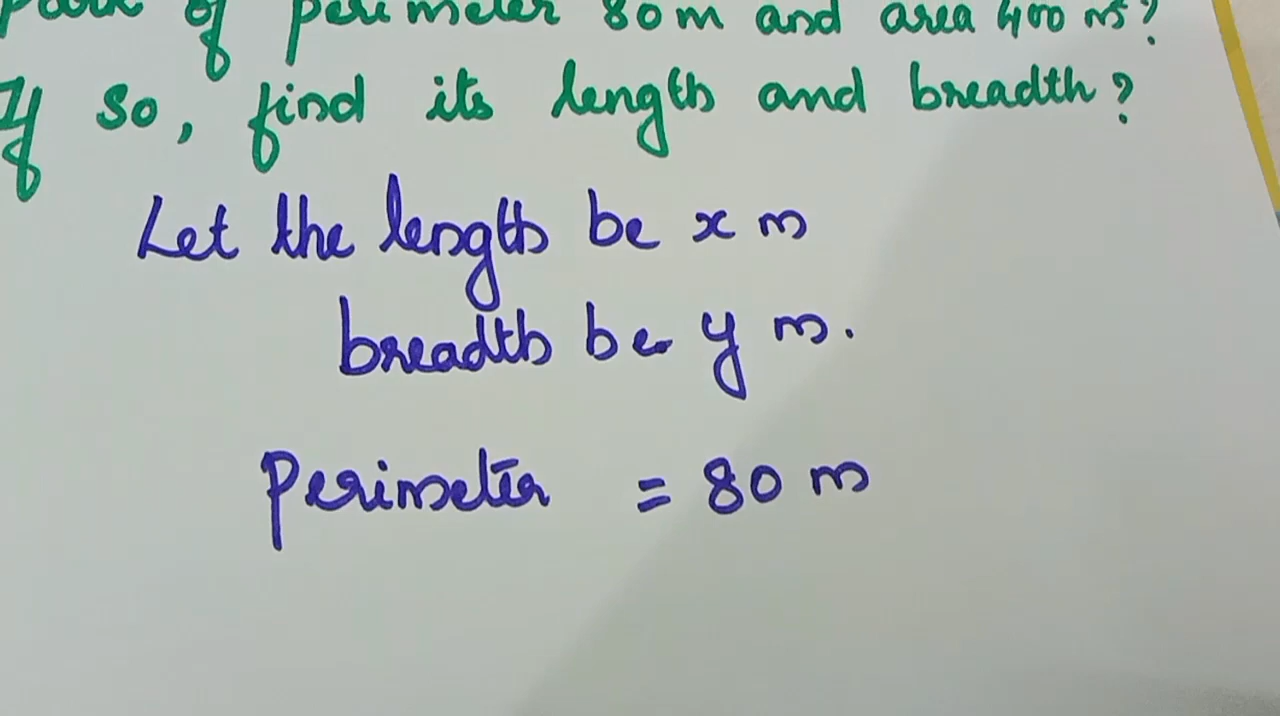 park of perimeter 80m and area 400 m²?
If so, find its length and breadth?
Let the length be x m
breadth be y m.
Perimeter = 80 m